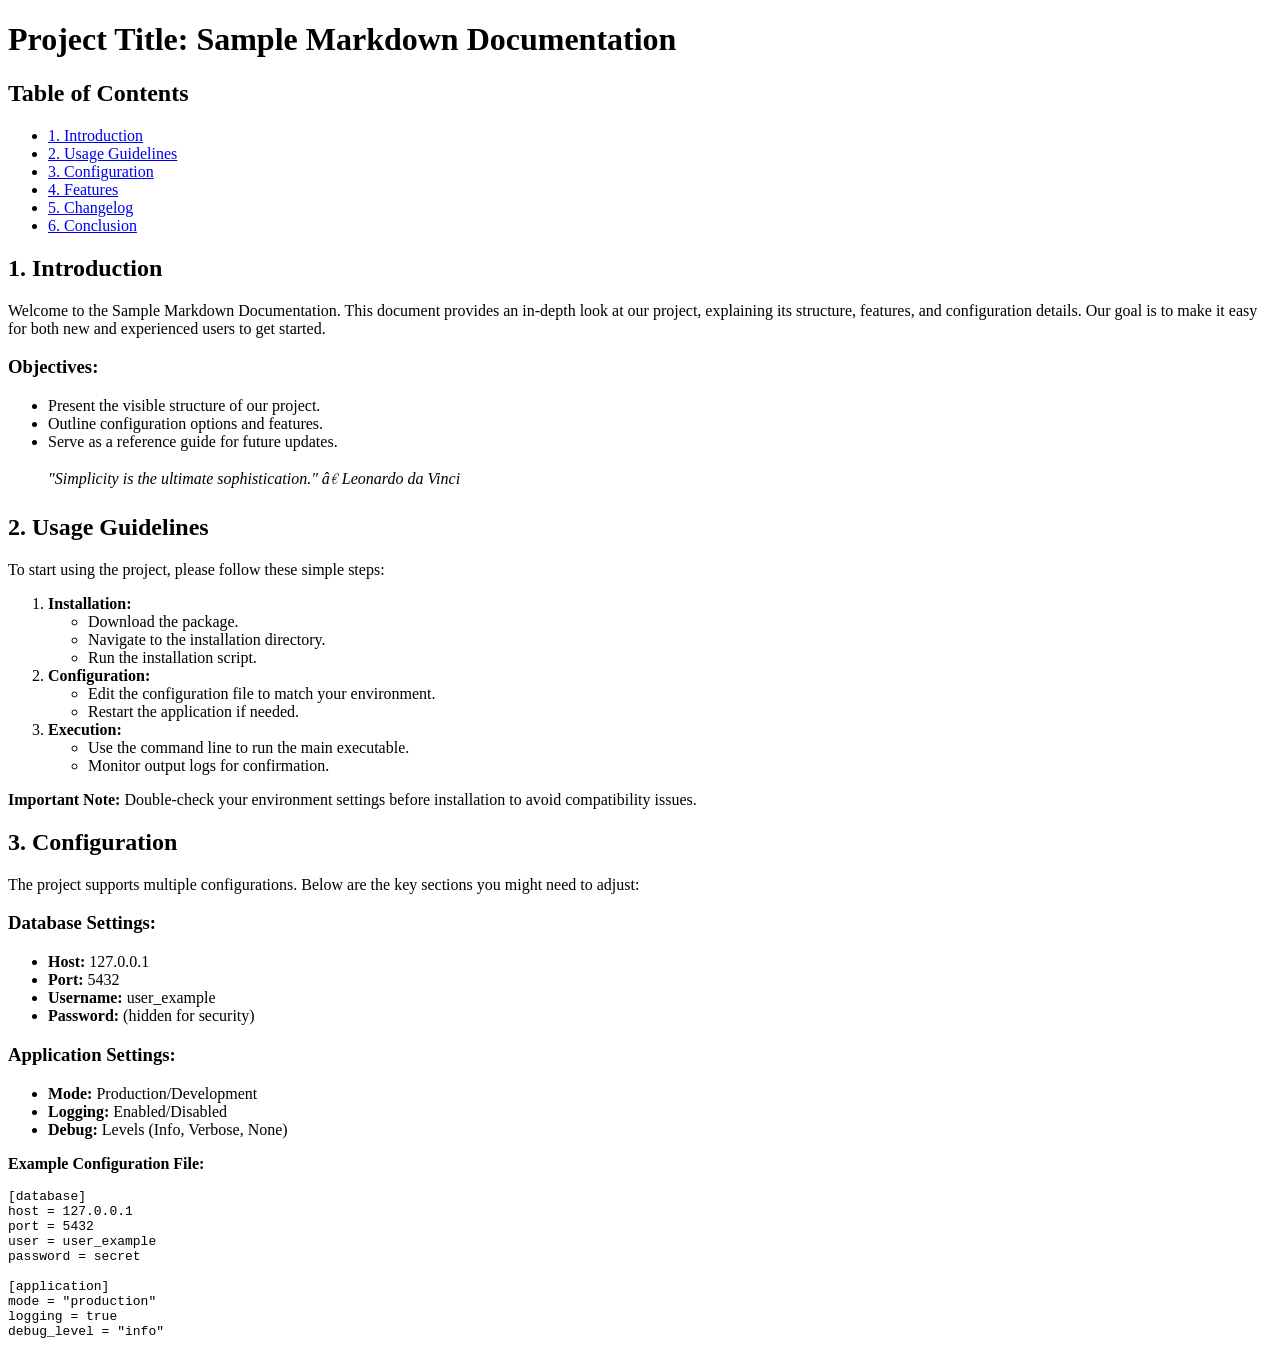 Project Title: Sample Markdown Documentation
Table of Contents
1. Introduction
2. Usage Guidelines
3. Configuration
4. Features
5. Changelog
6. Conclusion
1. Introduction
Welcome to the Sample Markdown Documentation. This document provides an in-depth look at our project, explaining its structure, features, and configuration details. Our goal is to make it easy
for both new and experienced users to get started.
Objectives:
Present the visible structure of our project.
Outline configuration options and features.
Serve as a reference guide for future updates.
"Simplicity is the ultimate sophistication." â€ Leonardo da Vinci
2. Usage Guidelines
To start using the project, please follow these simple steps:
1. Installation:
Download the package.
Navigate to the installation directory.
Run the installation script.
2. Configuration:
Edit the configuration file to match your environment.
Restart the application if needed.
3. Execution:
Use the command line to run the main executable.
Monitor output logs for confirmation.
Important Note: Double-check your environment settings before installation to avoid compatibility issues.
3. Configuration
The project supports multiple configurations. Below are the key sections you might need to adjust:
Database Settings:
Host: 127.0.0.1
Port: 5432
Username: user_example
Password: (hidden for security)
Application Settings:
Mode: Production/Development
Logging: Enabled/Disabled
Debug: Levels (Info, Verbose, None)
Example Configuration File:
[database]
host = 127.0.0.1
port = 5432
user = user_example
password = secret
[application]
mode = "production"
logging = true
debug_level = "info"